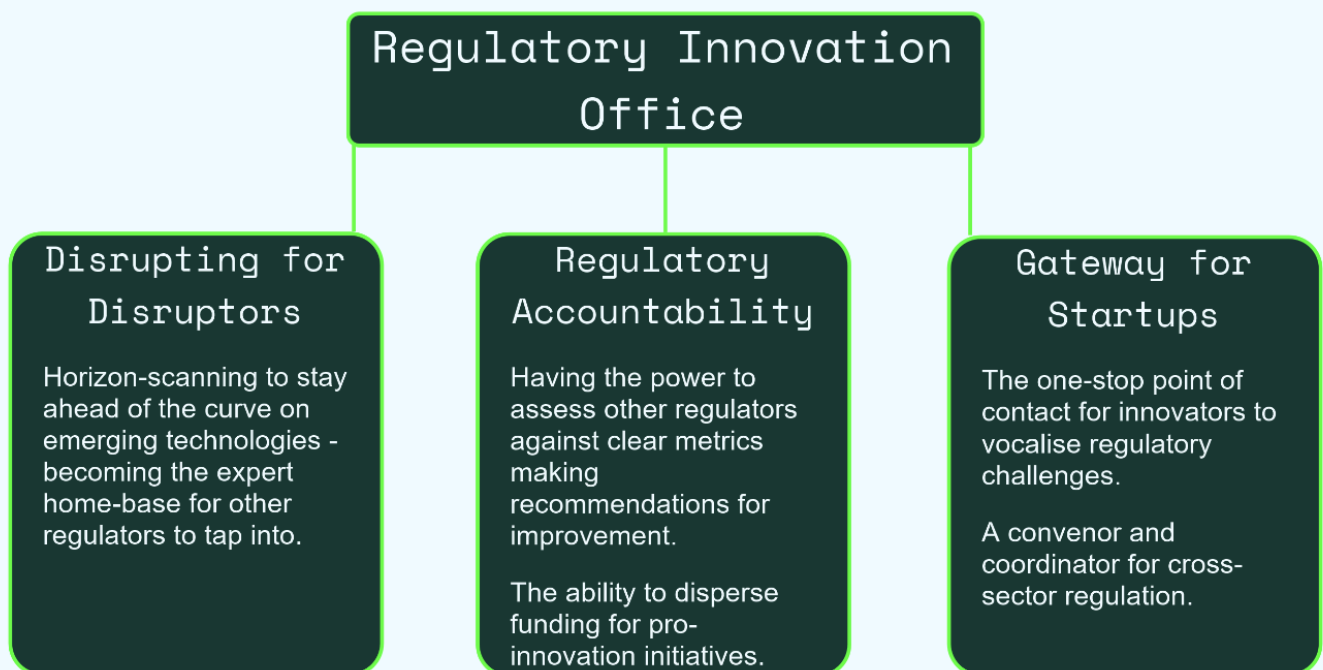 Regulatory Innovation
Office
Disrupting for
Disruptors
Horizon-scanning to stay
ahead of the curve on
emerging technologies -
becoming the expert
home-base for other
regulators to tap into.
Regulatory
Accountability
Having the power to
assess other regulators
against clear metrics
making
recommendations for
improvement.
The ability to disperse
funding for pro-
innovation initiatives.
Gateway for
Startups
The one-stop point of
contact for innovators to
vocalise regulatory
challenges.
A convenor and
coordinator for cross-
sector regulation.